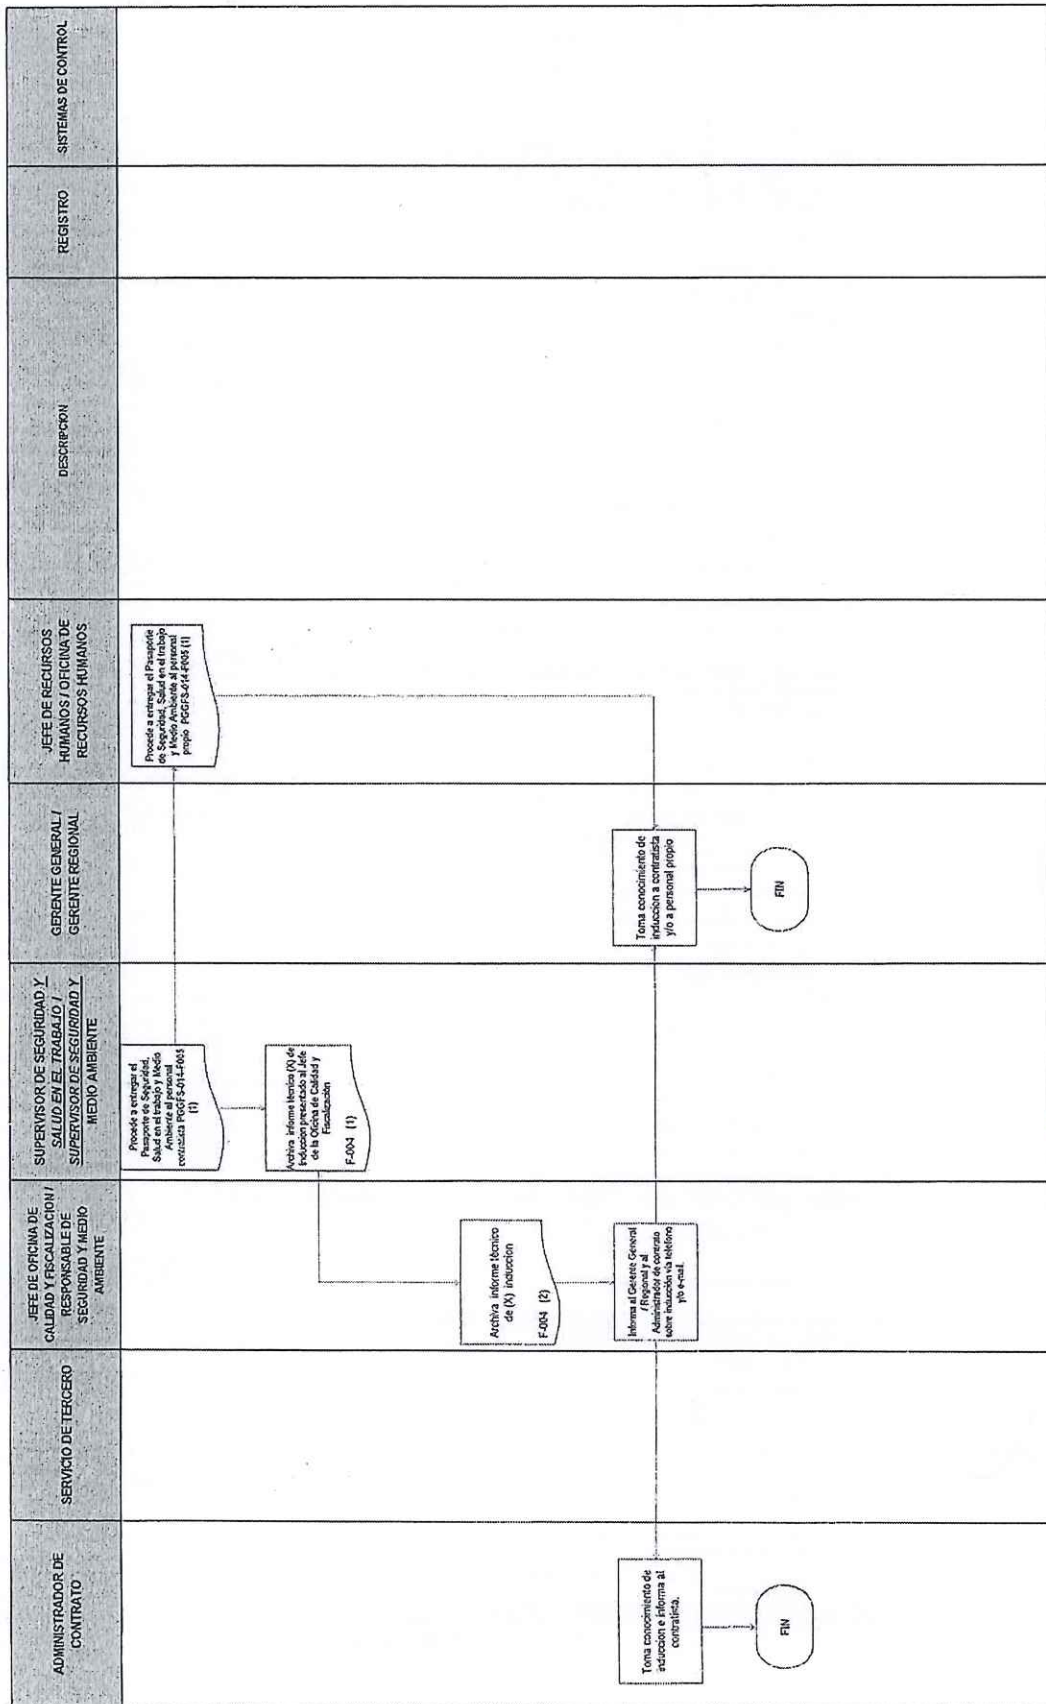 ADMINISTRADOR DE
CONTRATO
SERVICIO DE TERCERO
JEFE DE OFICINA DE
CALIDAD Y FISCALIZACION /
RESPONSABLE DE
SEGURIDAD Y MEDIO
AMBIENTE
SUPERVISOR DE SEGURIDAD Y
SALUD EN EL TRABAJO /
SUPERVISOR DE SEGURIDAD Y
MEDIO AMBIENTE
GERENTE GENERAL /
GERENTE REGIONAL
JEFE DE RECURSOS
HUMANOS / OFICINA DE
RECURSOS HUMANOS
DESCRIPCION
REGISTRO
SISTEMAS DE CONTROL
Procede a entregar el
Pasaporte de Seguridad,
Salud en el trabajo y Medio
Ambiente al personal
contratista PGGFS-014-F005
(1)
Procede a entregar el Pasaporte
de Seguridad, Salud en el trabajo
y Medio Ambiente al personal
propio PGGFS-014-F005 (1)
Archiva informe técnico (X) de
Inducción presentado al Jefe
de la Oficina de Calidad y
Fiscalización
F-004 (1)
Archiva informe técnico
de (X) induccion
F-004 (2)
Informa al Gerente General
/ Regional y al
Administrador de contrato
sobre inducción via telefono
y/o e-mail.
Toma conocimiento de
induccion e informa al
contratista.
FIN
Toma conocimiento de
induccion a contratista
y/o a personal propio
FIN